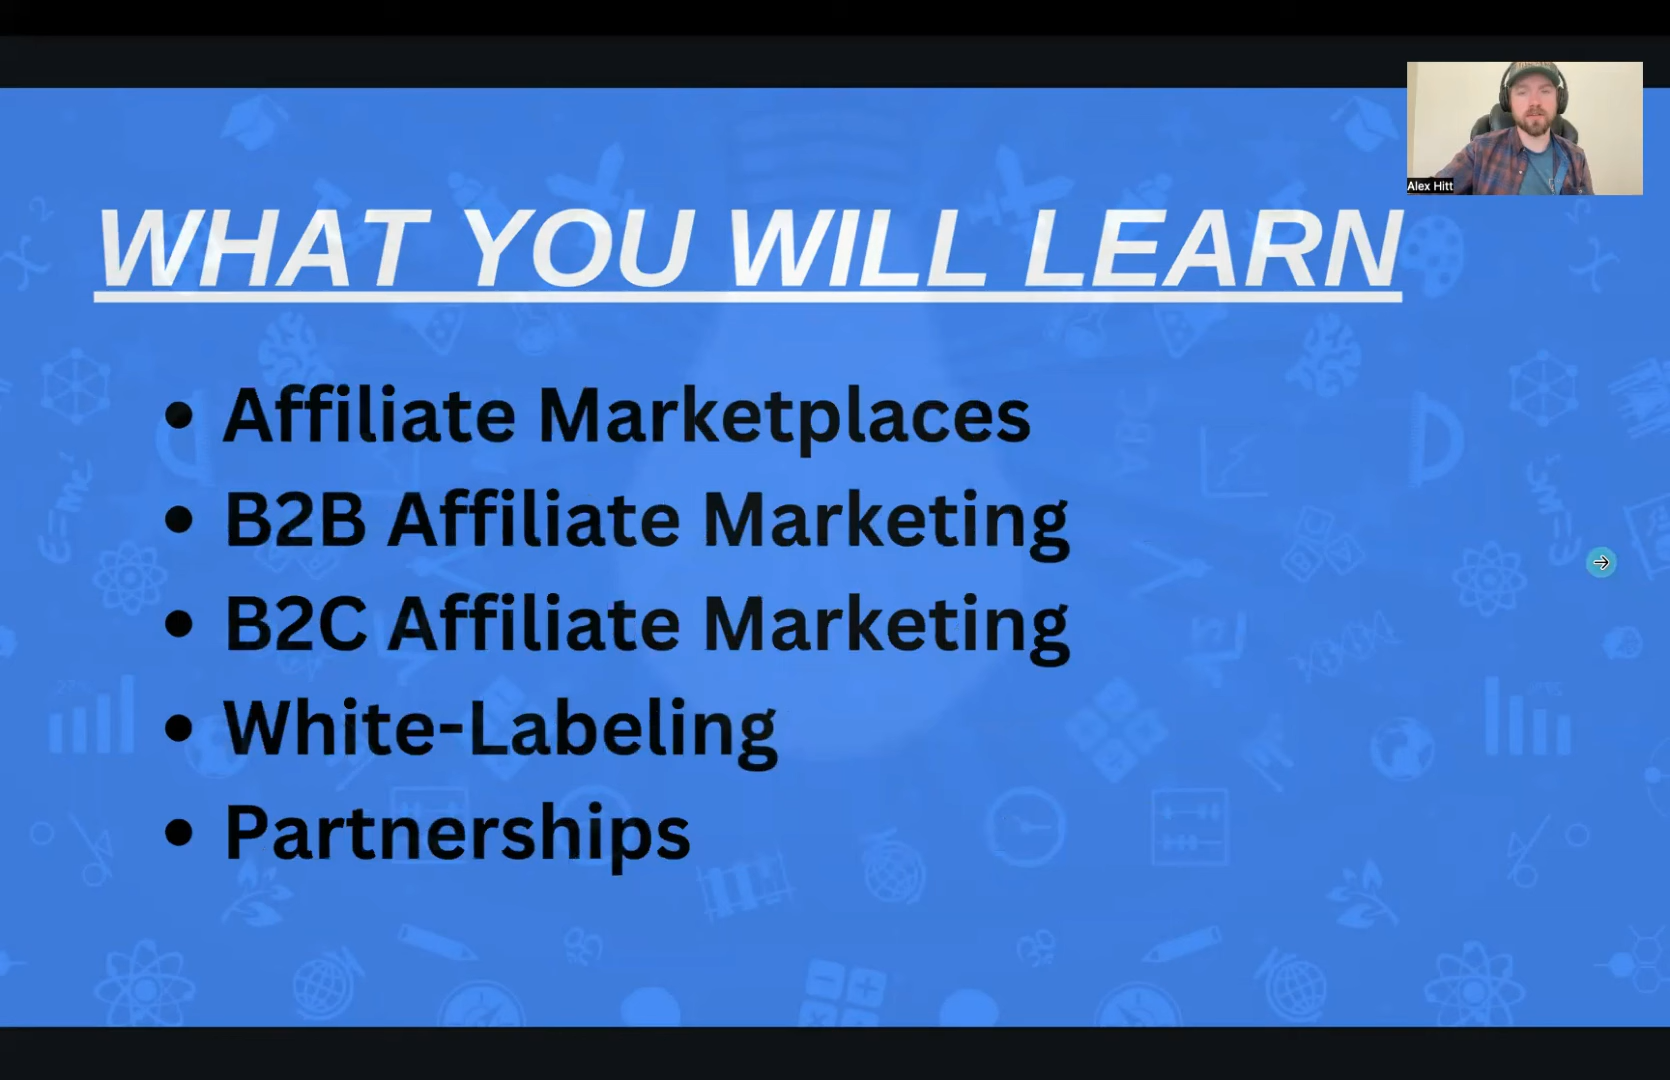 Alex Hitt
WHAT YOU WILL LEARN
• Affiliate Marketplaces
• B2B Affiliate Marketing
• B2C Affiliate Marketing
• White-Labeling
• Partnerships